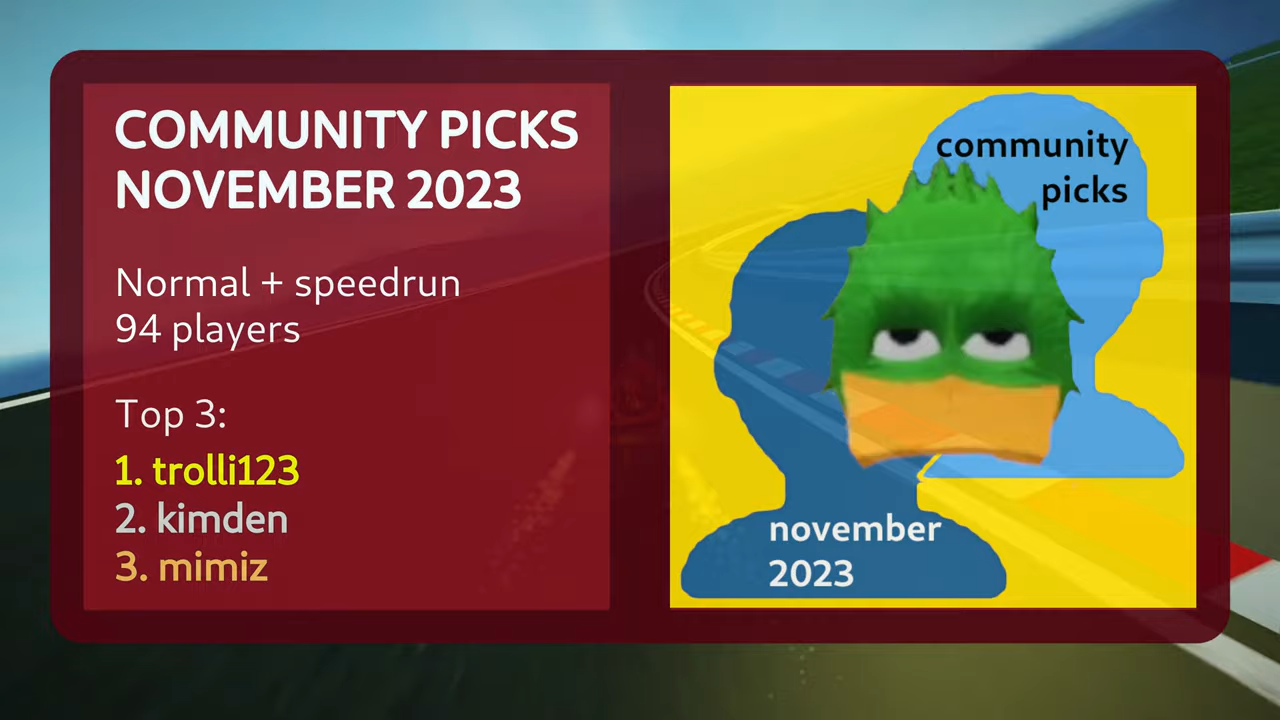 COMMUNITY PICKS
NOVEMBER 2023
Normal + speedrun
94 players
Top 3:
1. trolli123
2. kimden
3. mimiz
community
picks
november
2023